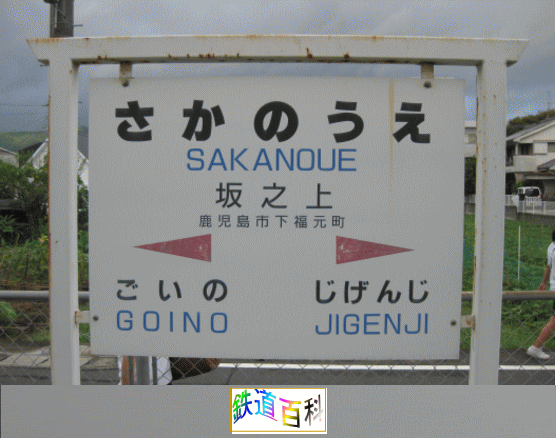 さかのうえ
SAKANOUE
坂之上
鹿児島市下福元町
ごいの じげんじ
GOINO JIGENJI
鉄道百科